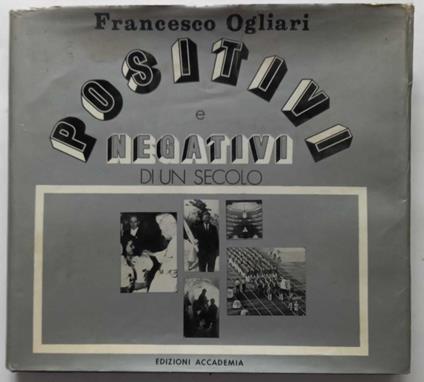 Francesco Ogliari
POSITIVI
e
NEGATIVI
DI UN SECOLO
EDIZIONI ACCADEMIA